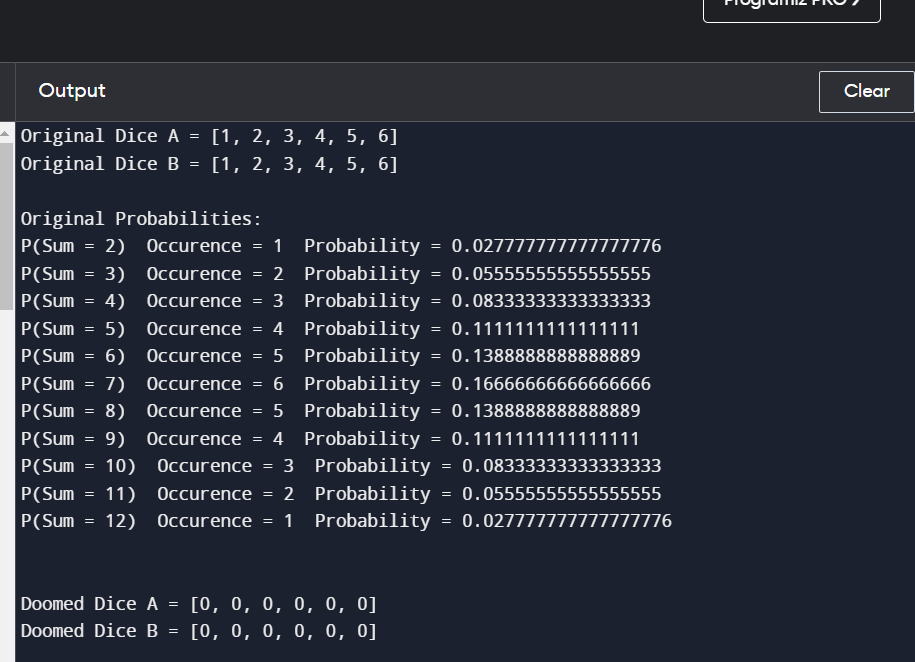 Programiz PRO
Output
Clear
Original Dice A = [1, 2, 3, 4, 5, 6]
Original Dice B = [1, 2, 3, 4, 5, 6]
Original Probabilities:
P(Sum = 2)  Occurence = 1  Probability = 0.027777777777777776
P(Sum = 3)  Occurence = 2  Probability = 0.05555555555555555
P(Sum = 4)  Occurence = 3  Probability = 0.08333333333333333
P(Sum = 5)  Occurence = 4  Probability = 0.1111111111111111
P(Sum = 6)  Occurence = 5  Probability = 0.1388888888888889
P(Sum = 7)  Occurence = 6  Probability = 0.16666666666666666
P(Sum = 8)  Occurence = 5  Probability = 0.1388888888888889
P(Sum = 9)  Occurence = 4  Probability = 0.1111111111111111
P(Sum = 10)  Occurence = 3  Probability = 0.08333333333333333
P(Sum = 11)  Occurence = 2  Probability = 0.05555555555555555
P(Sum = 12)  Occurence = 1  Probability = 0.027777777777777776
Doomed Dice A = [0, 0, 0, 0, 0, 0]
Doomed Dice B = [0, 0, 0, 0, 0, 0]